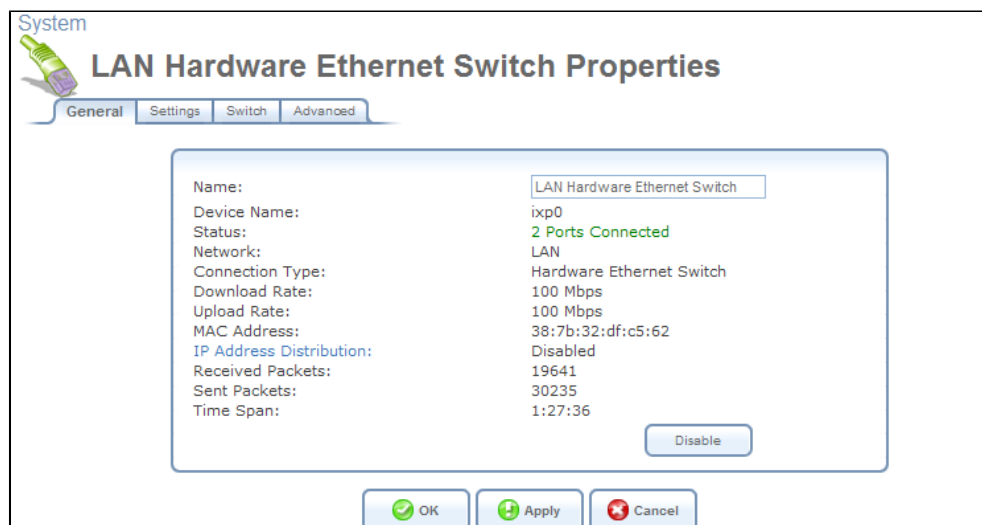 System
LAN Hardware Ethernet Switch Properties
General Settings Switch Advanced
Name: LAN Hardware Ethernet Switch
Device Name: ixp0
Status: 2 Ports Connected
Network: LAN
Connection Type: Hardware Ethernet Switch
Download Rate: 100 Mbps
Upload Rate: 100 Mbps
MAC Address: 38:7b:32:df:c5:62
IP Address Distribution: Disabled
Received Packets: 19641
Sent Packets: 30235
Time Span: 1:27:36
Disable
OK Apply Cancel